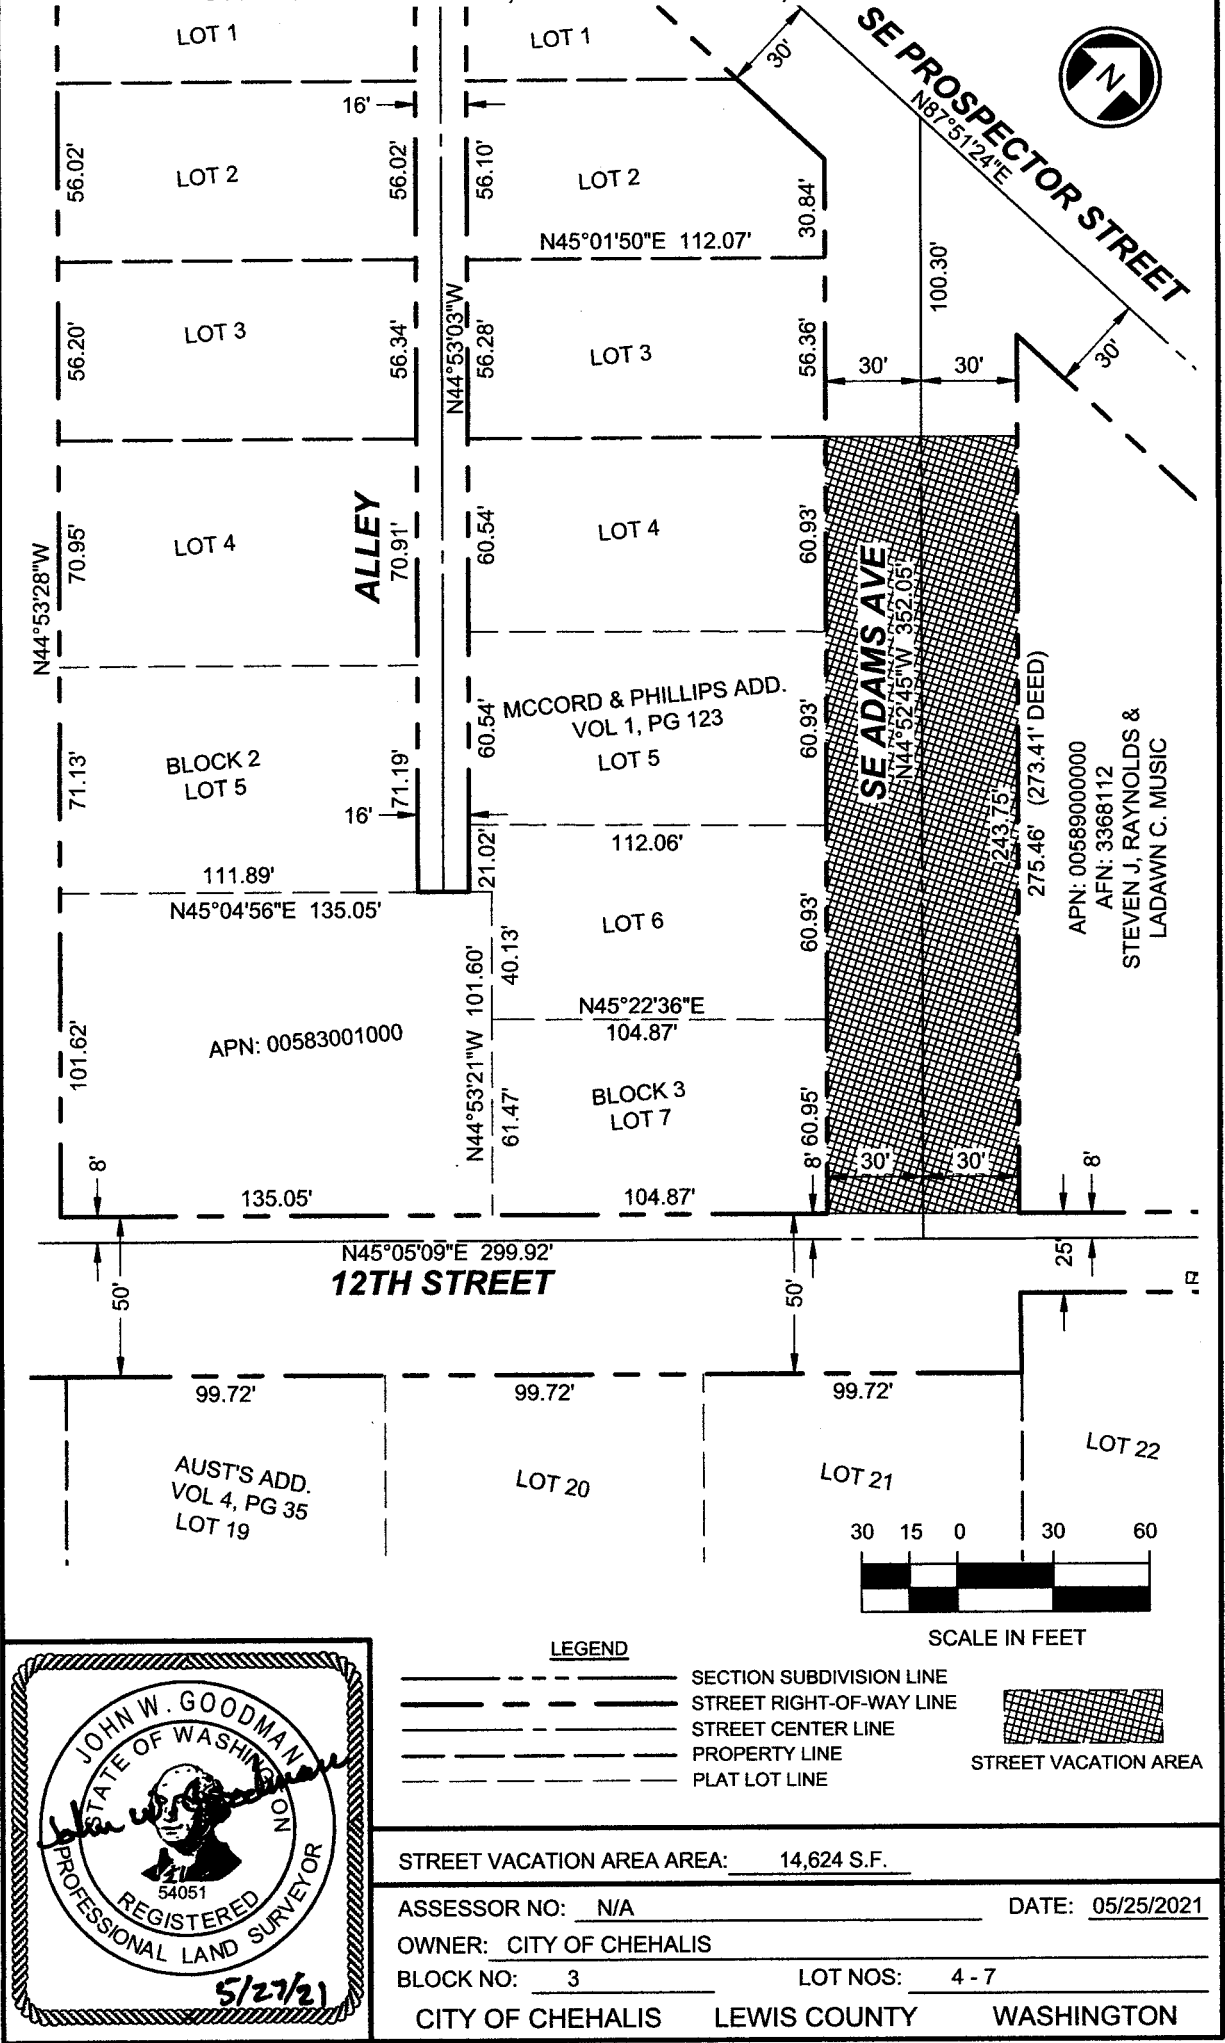 LOT 1
LOT 1
30'
SE PROSPECTOR STREET
N87°51'24"E
N
16'
56.02'
LOT 2
56.02'
56.10'
LOT 2
30.84'
N45°01'50"E 112.07'
100.30'
56.20'
LOT 3
56.34'
N44°53'03"W
56.28'
LOT 3
56.36'
30'
30'
30'
N44°53'28"W
70.95'
LOT 4
ALLEY
70.91'
60.54'
LOT 4
60.93'
SE ADAMS AVE
N44°52'45"W 352.05'
MCCORD & PHILLIPS ADD.
VOL 1, PG 123
LOT 5
71.13'
BLOCK 2
LOT 5
71.19'
16'
60.54'
60.93'
243.75'
275.46' (273.41' DEED)
APN: 00589000000
AFN: 3368112
STEVEN J, RAYNOLDS &
LADAWN C. MUSIC
112.06'
21.02'
111.89'
N45°04'56"E 135.05'
LOT 6
60.93'
40.13'
N44°53'21"W 101.60'
N45°22'36"E
104.87'
101.62'
APN: 00583001000
61.47'
BLOCK 3
LOT 7
60.95'
8'
8'
30'
30'
8'
135.05'
104.87'
N45°05'09"E 299.92'
12TH STREET
50'
50'
25'
99.72'
99.72'
99.72'
AUST'S ADD.
VOL 4, PG 35
LOT 19
LOT 20
LOT 21
LOT 22
30 15 0 30 60
SCALE IN FEET
LEGEND
SECTION SUBDIVISION LINE
STREET RIGHT-OF-WAY LINE
STREET CENTER LINE
PROPERTY LINE
PLAT LOT LINE
STREET VACATION AREA
JOHN W. GOODMAN
STATE OF WASHINGTON
John W Goodman
54051
REGISTERED
PROFESSIONAL LAND SURVEYOR
5/27/21
STREET VACATION AREA AREA: 14,624 S.F.
ASSESSOR NO: N/A DATE: 05/25/2021
OWNER: CITY OF CHEHALIS
BLOCK NO: 3 LOT NOS: 4 - 7
CITY OF CHEHALIS LEWIS COUNTY WASHINGTON